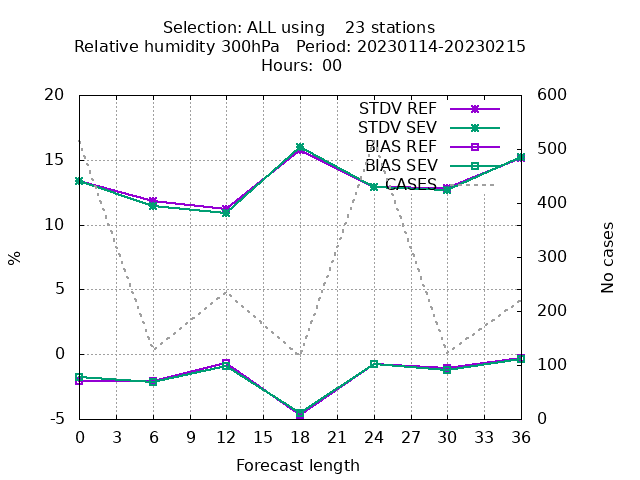 Selection: ALL using    23 stations
Relative humidity 300hPa   Period: 20230114-20230215
Hours: 00
20
15
10
5
0
-5
%
STDV REF
STDV SEV
BIAS REF
BIAS SEV
CASES
600
500
400
300
200
100
0
No cases
0 3 6 9 12 15 18 21 24 27 30 33 36
Forecast length